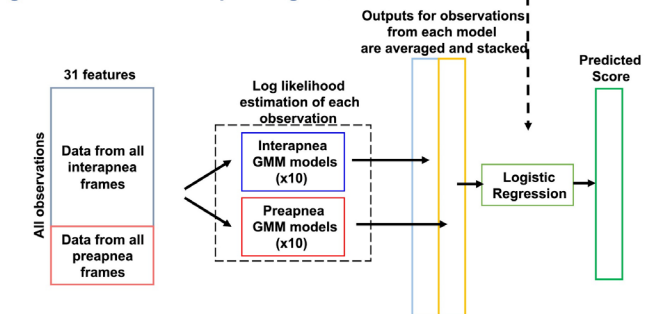 Outputs for observations
from each model
are averaged and stacked
Predicted
Score
31 features
Log likelihood
estimation of each
observation
All observations
Data from all
interapnea
frames
Interapnea
GMM models
(x10)
Logistic
Regression
Preapnea
GMM models
(x10)
Data from all
preapnea
frames